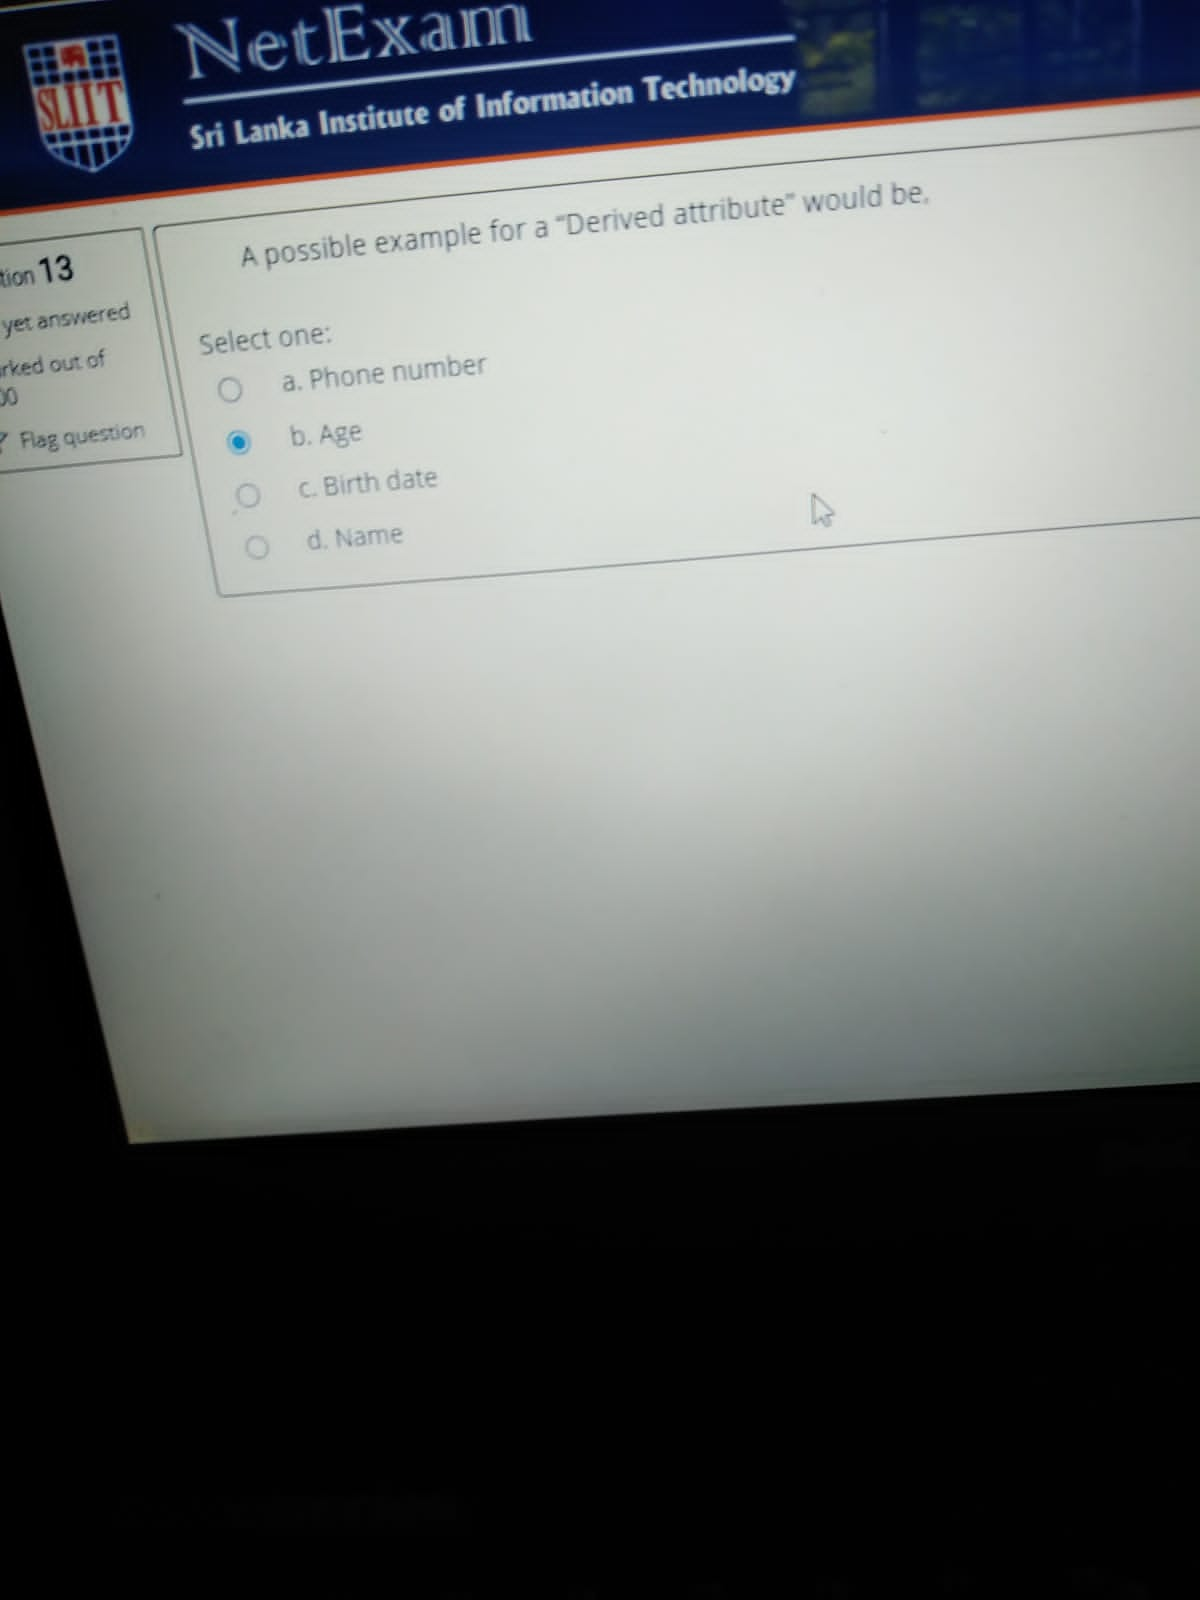 NetExam
SLIIT
Sri Lanka Institute of Information Technology
tion 13
yet answered
rked out of
00
Flag question
A possible example for a “Derived attribute” would be,
Select one:
a. Phone number
b. Age
c. Birth date
d. Name